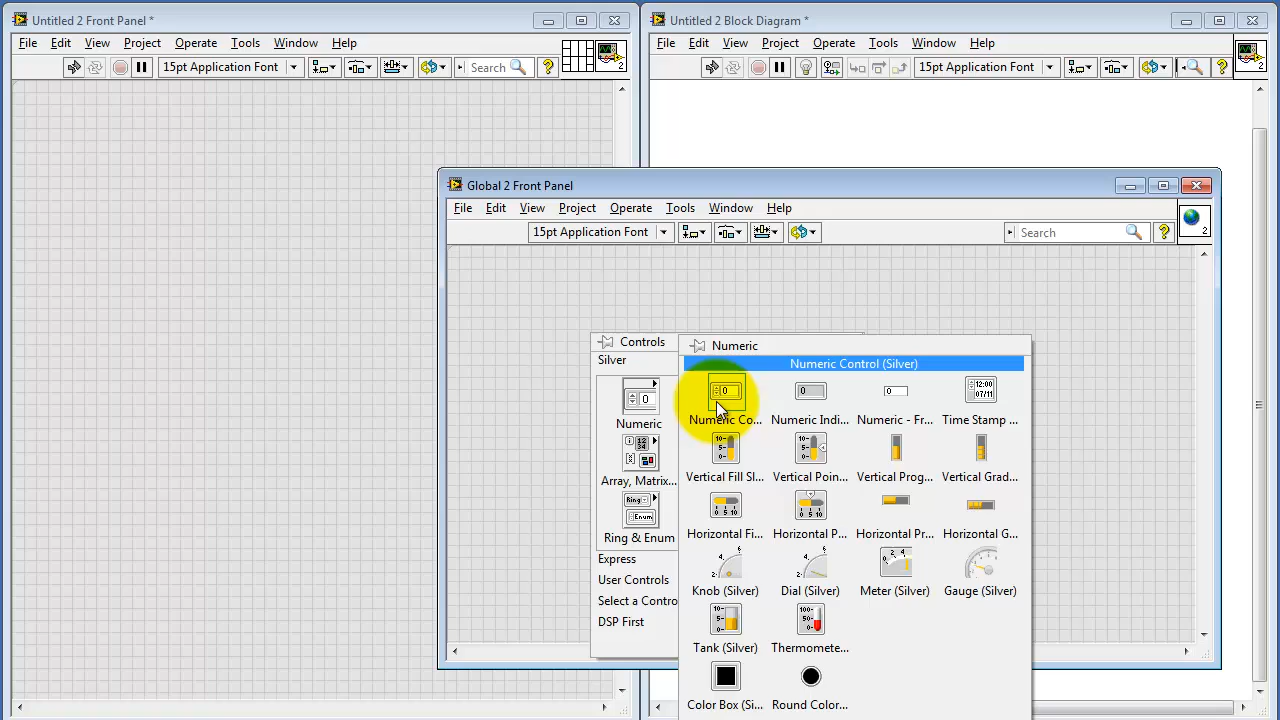 Untitled 2 Front Panel *
File Edit View Project Operate Tools Window Help
15pt Application Font
Search
?
2
Untitled 2 Block Diagram *
File Edit View Project Operate Tools Window Help
15pt Application Font
?
2
Global 2 Front Panel
File Edit View Project Operate Tools Window Help
15pt Application Font
Search
?
2
Controls
Silver
Numeric
Array, Matrix...
Ring & Enum
Express
User Controls
Select a Contro
DSP First
Numeric
Numeric Control (Silver)
Numeric Co... Numeric Indi... Numeric - Fr... Time Stamp ...
Vertical Fill Sl... Vertical Poin... Vertical Prog... Vertical Grad...
Horizontal Fi... Horizontal P... Horizontal Pr... Horizontal G...
Knob (Silver) Dial (Silver) Meter (Silver) Gauge (Silver)
Tank (Silver) Thermomete...
Color Box (Si... Round Color...